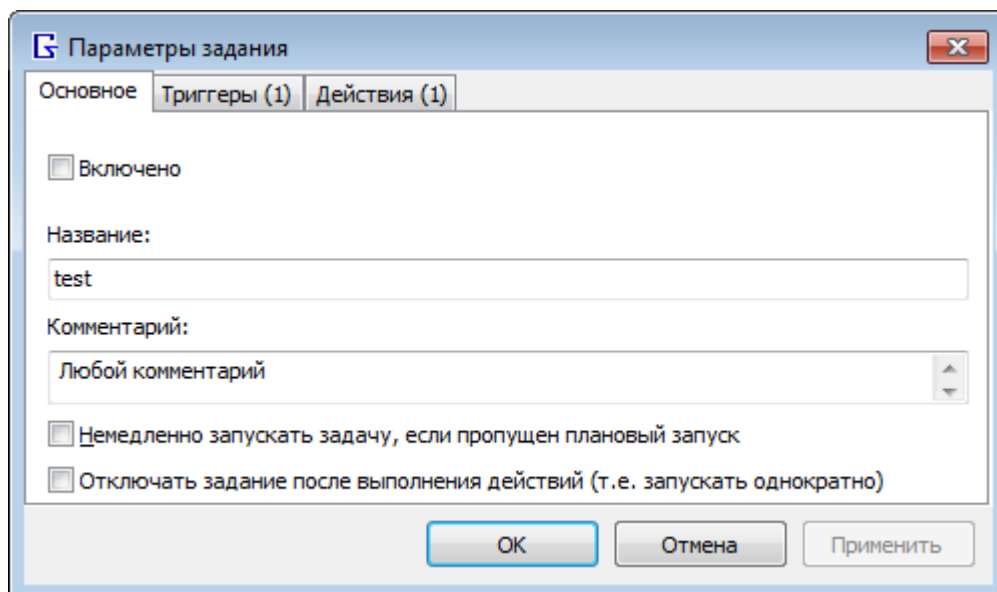 Параметры задания
Основное Триггеры (1) Действия (1)
Включено
Название:
test
Комментарий:
Любой комментарий
Немедленно запускать задачу, если пропущен плановый запуск
Отключать задание после выполнения действий (т.е. запускать однократно)
OK Отмена Применить